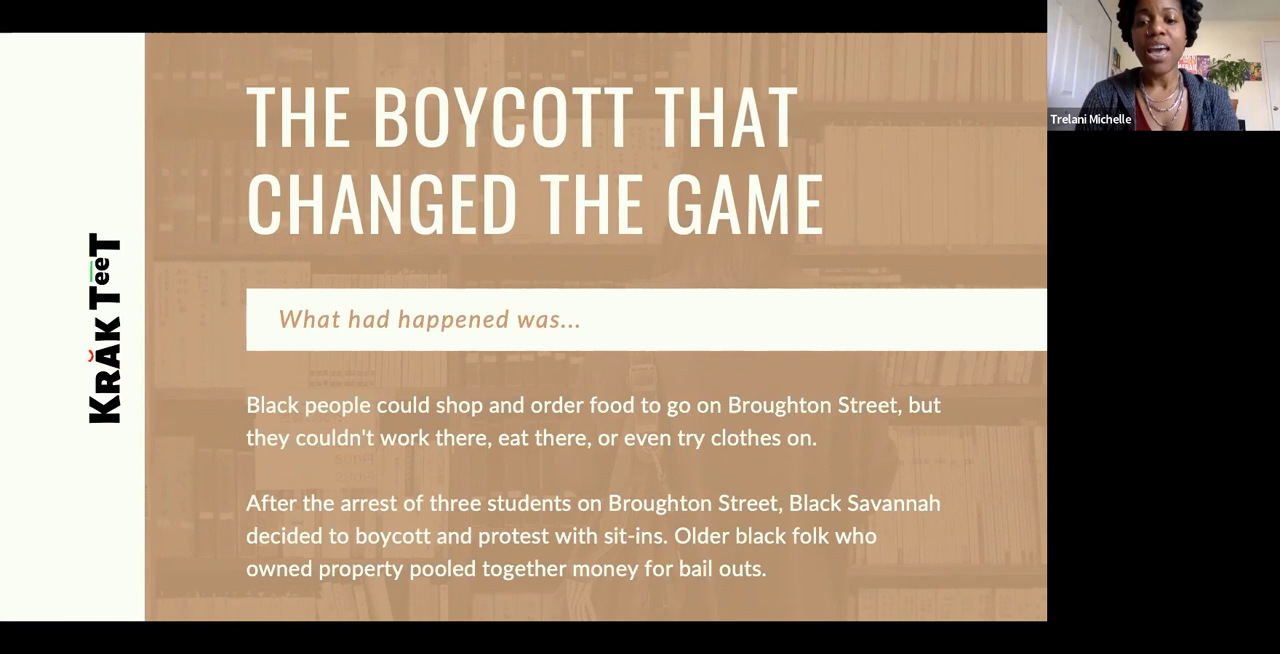 THE BOYCOTT THAT
CHANGED THE GAME
What had happened was...
Black people could shop and order food to go on Broughton Street, but
they couldn't work there, eat there, or even try clothes on.
After the arrest of three students on Broughton Street, Black Savannah
decided to boycott and protest with sit-ins. Older black folk who
owned property pooled together money for bail outs.
KRĂK TēēT
Trelani Michelle